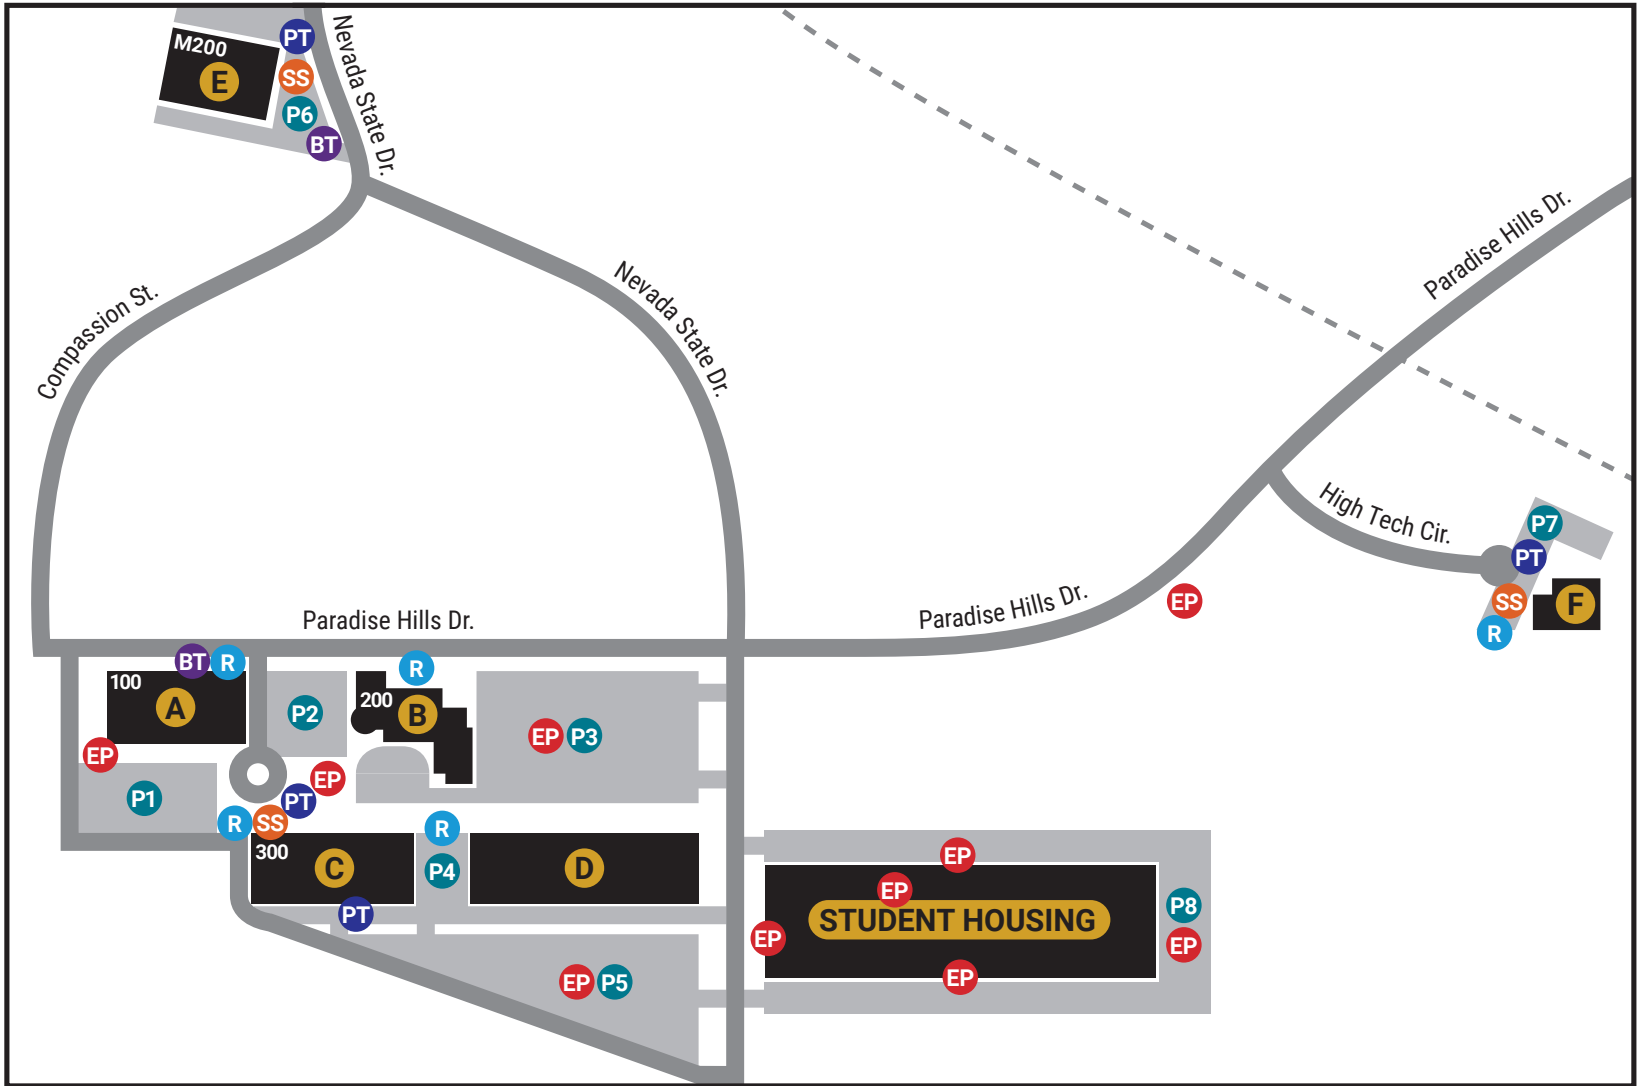 PT
Nevada State Dr.
M200
E
SS
P6
BT
Paradise Hills Dr.
Compassion St.
Nevada State Dr.
High Tech Cir.
P7
PT
Paradise Hills Dr.
EP
SS
F
R
Paradise Hills Dr.
BT
R
R
100
A
P2
200
B
EP
P3
EP
EP
P1
PT
R
SS
R
300
C
P4
D
PT
EP
EP
STUDENT HOUSING
P8
EP
EP
EP
EP
P5